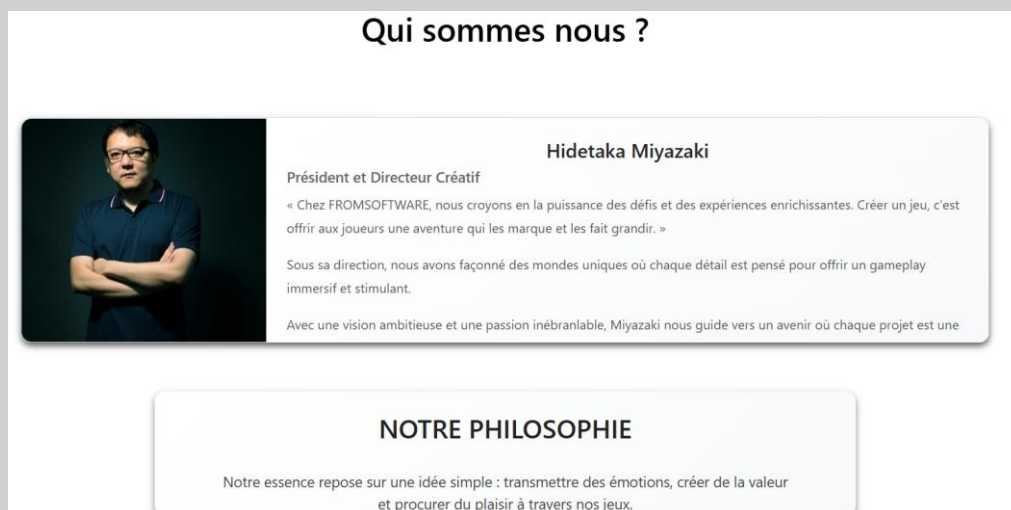 Qui sommes nous ?
Hidetaka Miyazaki
Président et Directeur Créatif
« Chez FROMSOFTWARE, nous croyons en la puissance des défis et des expériences enrichissantes. Créer un jeu, c'est
offrir aux joueurs une aventure qui les marque et les fait grandir. »
Sous sa direction, nous avons façonné des mondes uniques où chaque détail est pensé pour offrir un gameplay
immersif et stimulant.
Avec une vision ambitieuse et une passion inébranlable, Miyazaki nous guide vers un avenir où chaque projet est une
NOTRE PHILOSOPHIE
Notre essence repose sur une idée simple : transmettre des émotions, créer de la valeur
et procurer du plaisir à travers nos jeux.